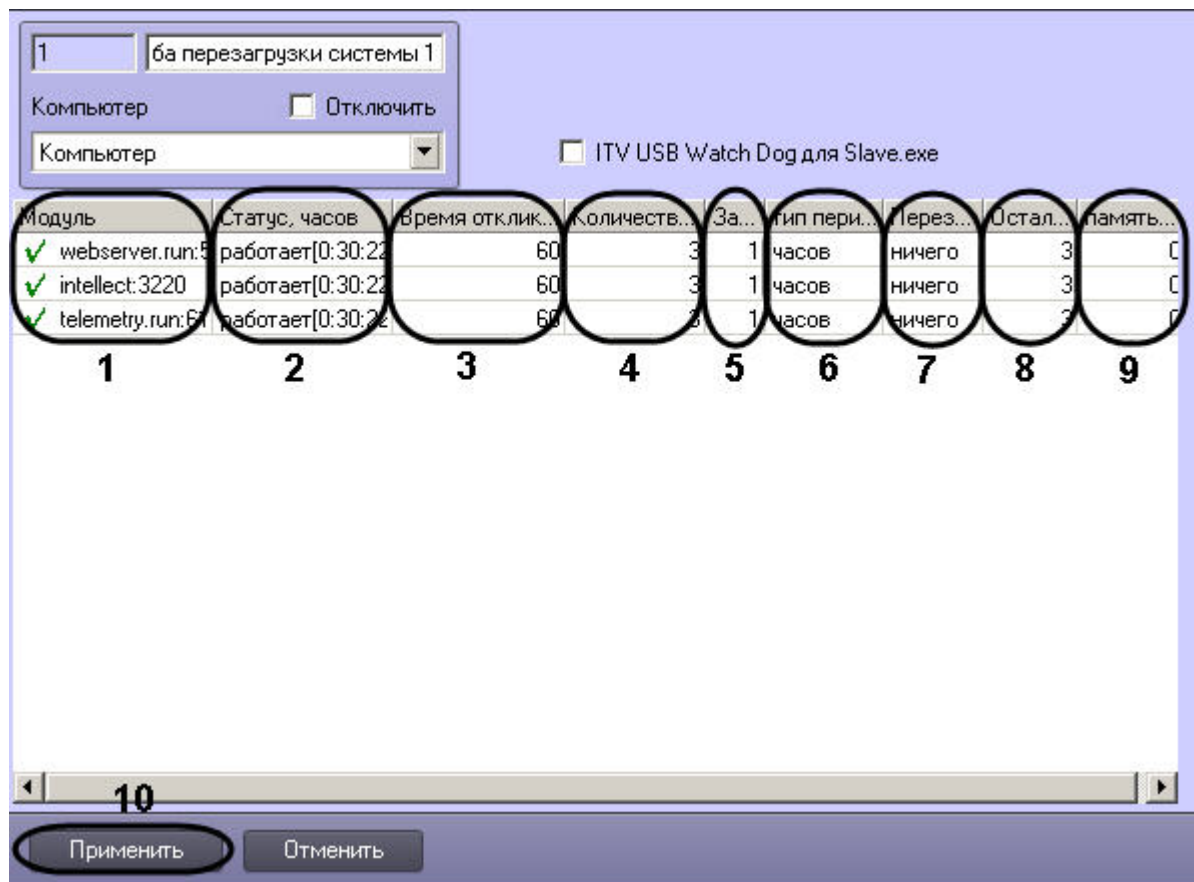 1 ба перезагрузки системы 1
Компьютер Отключить
Компьютер
ITV USB Watch Dog для Slave.exe
Модуль Статус, часов Время отклик... Количеств... За... тип пери... Перез... Остал... память...
webserver.run:5 работает[0:30:22 60 3 1 часов ничего 3 0
intellect:3220 работает[0:30:22 60 3 1 часов ничего 3 0
telemetry.run:61 работает[0:30:22 60 3 1 часов ничего 3 0
1 2 3 4 5 6 7 8 9
10
Применить Отменить